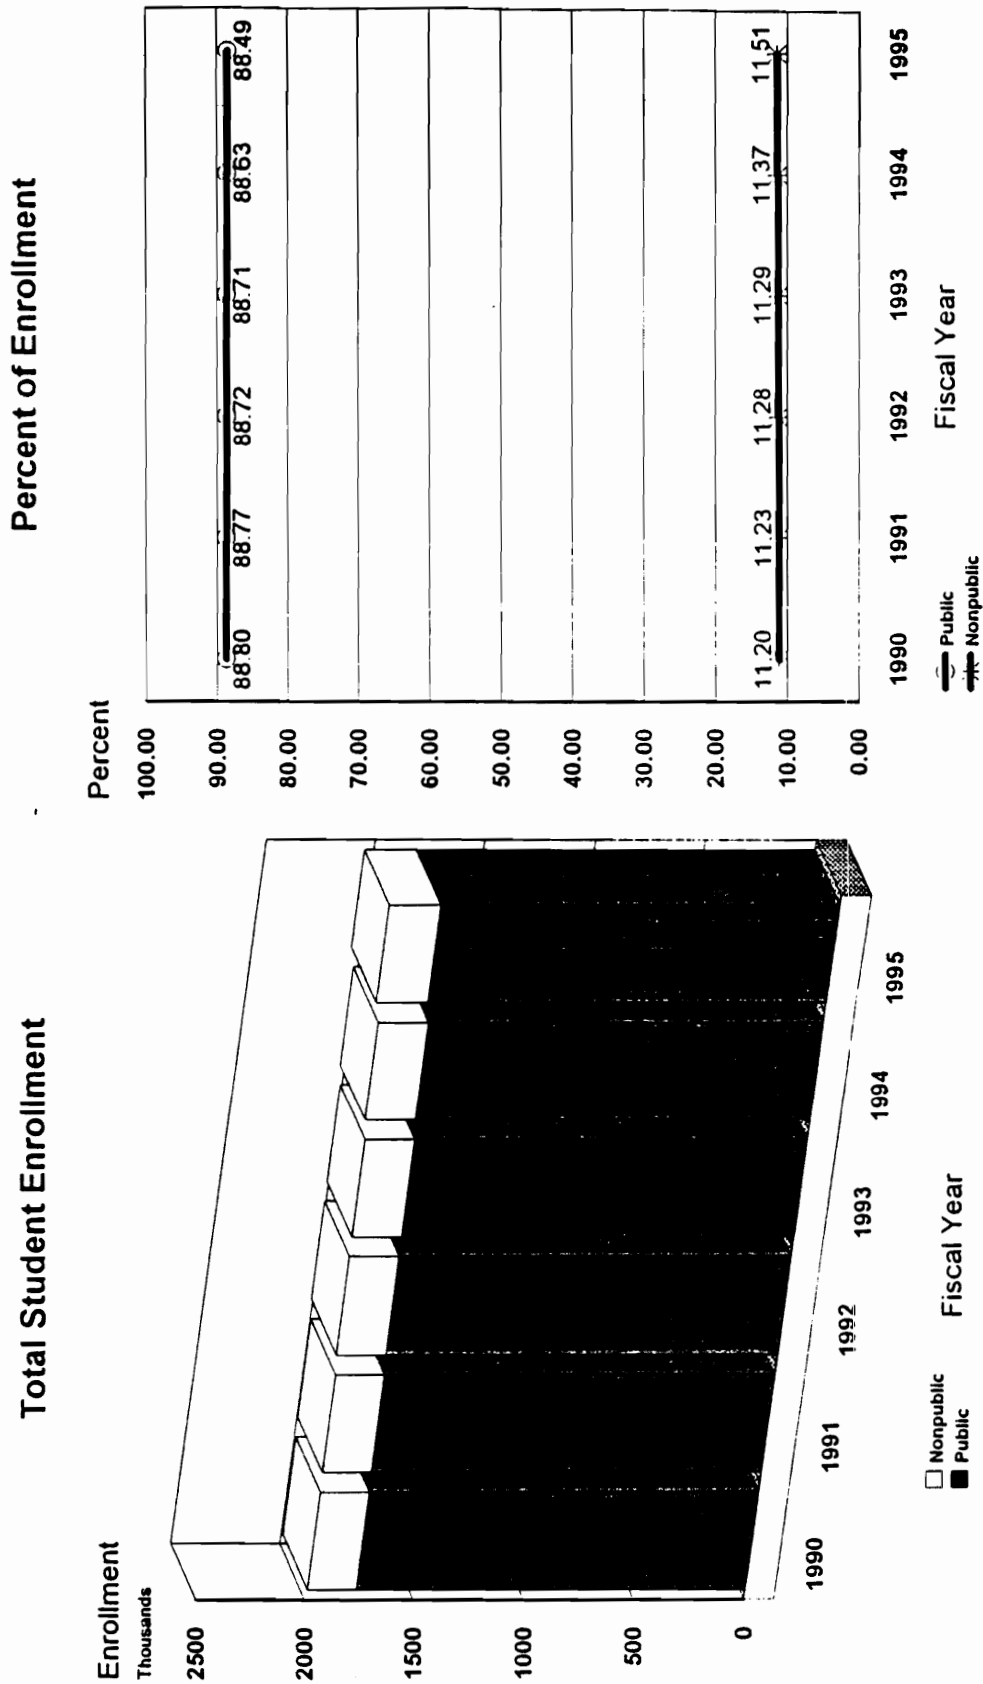 Total Student Enrollment
Enrollment
Thousands
2500
2000
1500
1000
500
0
1990
1991
1992
1993
1994
1995
Fiscal Year
Nonpublic
Public
Percent of Enrollment
Percent
100.00
90.00
80.00
70.00
60.00
50.00
40.00
30.00
20.00
10.00
0.00
88.80 88.77 88.72 88.71 88.63 88.49
11.20 11.23 11.28 11.29 11.37 11.51
1990 1991 1992 1993 1994 1995
Fiscal Year
Public
Nonpublic